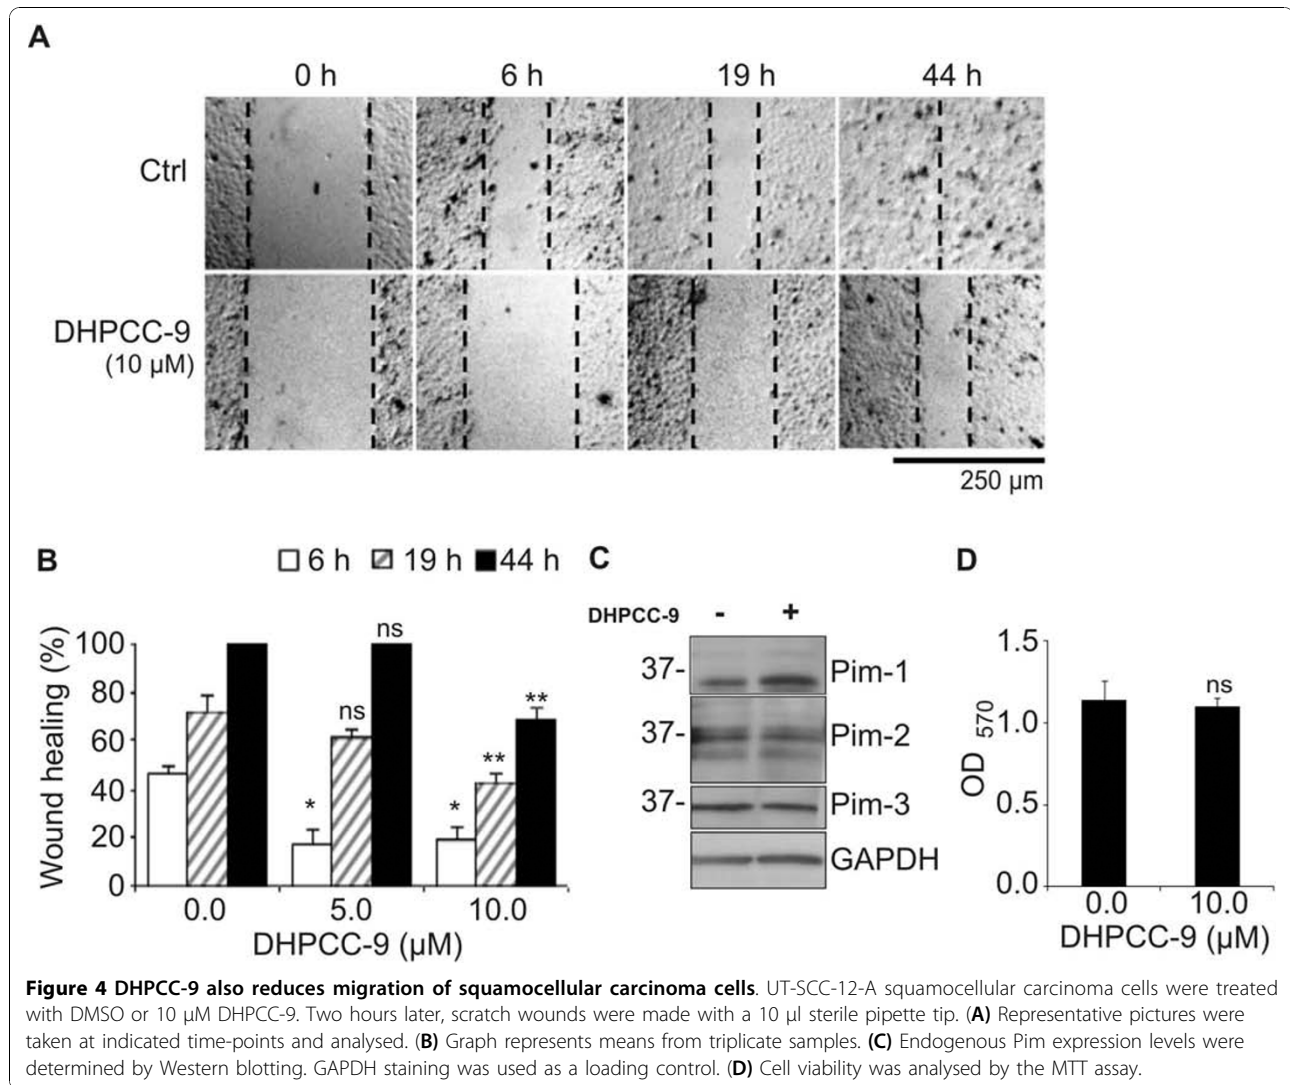 A
0 h 6 h 19 h 44 h
Ctrl
DHPCC-9
(10 µM)
250 µm
B
6 h 19 h 44 h
Wound healing (%)
100
80
60
40
20
0
* ns ns
* ** **
0.0 5.0 10.0
DHPCC-9 (µM)
C
DHPCC-9 - +
37- Pim-1
37- Pim-2
37- Pim-3
GAPDH
D
OD 570
1.5
1.0
0.5
0.0
ns
0.0 10.0
DHPCC-9 (µM)
Figure 4 DHPCC-9 also reduces migration of squamocellular carcinoma cells. UT-SCC-12-A squamocellular carcinoma cells were treated
with DMSO or 10 µM DHPCC-9. Two hours later, scratch wounds were made with a 10 µl sterile pipette tip. (A) Representative pictures were
taken at indicated time-points and analysed. (B) Graph represents means from triplicate samples. (C) Endogenous Pim expression levels were
determined by Western blotting. GAPDH staining was used as a loading control. (D) Cell viability was analysed by the MTT assay.